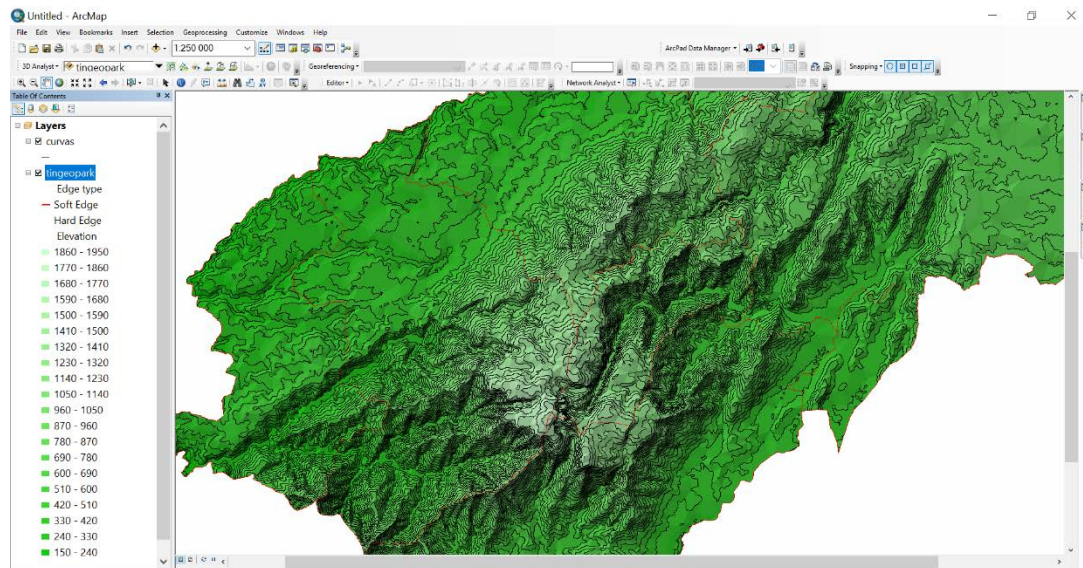 Untitled - ArcMap
File Edit View Bookmarks Insert Selection Geoprocessing Customize Windows Help
1:250 000
ArcPad Data Manager
3D Analyst tingeopark Georeferencing Snapping
Editor Network Analyst
Table Of Contents
Layers
curvas
tingeopark
Edge type
Soft Edge
Hard Edge
Elevation
1860 - 1950
1770 - 1860
1680 - 1770
1590 - 1680
1500 - 1590
1410 - 1500
1320 - 1410
1230 - 1320
1140 - 1230
1050 - 1140
960 - 1050
870 - 960
780 - 870
690 - 780
600 - 690
510 - 600
420 - 510
330 - 420
240 - 330
150 - 240